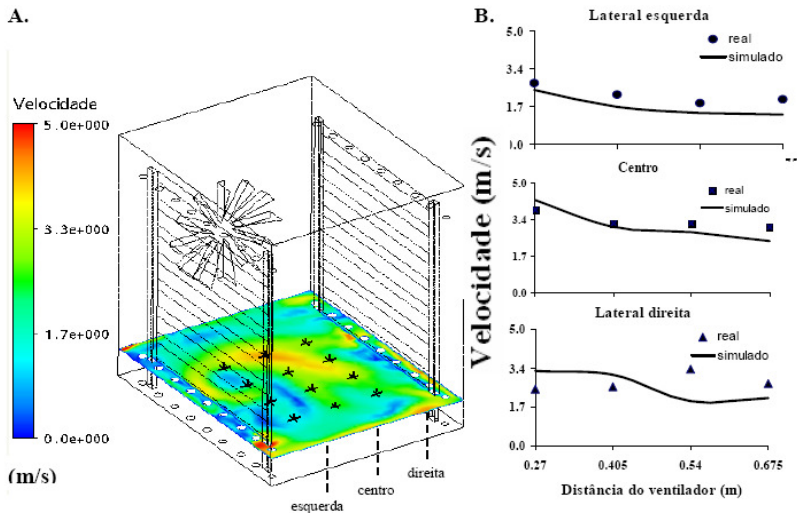 A.
Velocidade
5.0e+000
3.3e+000
1.7e+000
0.0e+000
(m/s)
esquerda
centro
direita
B.
Lateral esquerda
real
simulado
5.0
3.4
1.7
0.0
Centro
real
simulado
5.0
3.4
1.7
0.0
Lateral direita
real
simulado
5.0
3.4
1.7
0.0
0.27
0.405
0.54
0.675
Velocidade (m/s)
Distância do ventilador (m)